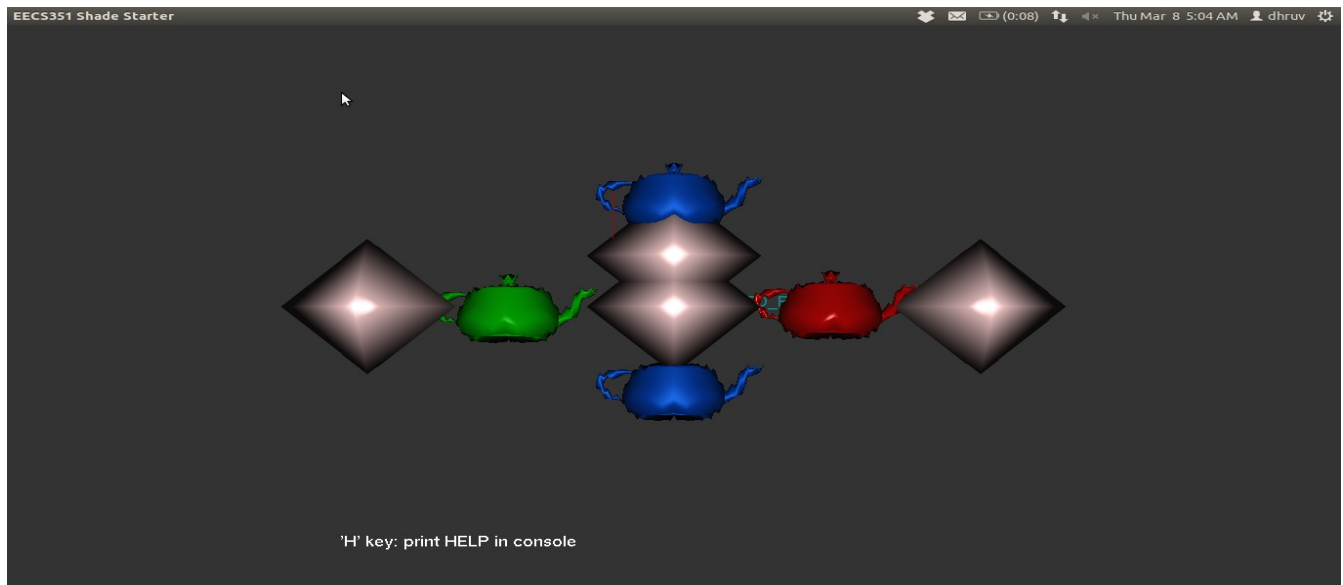 EECS351 Shade Starter (0:08) Thu Mar 8 5:04 AM dhruv
'H' key: print HELP in console